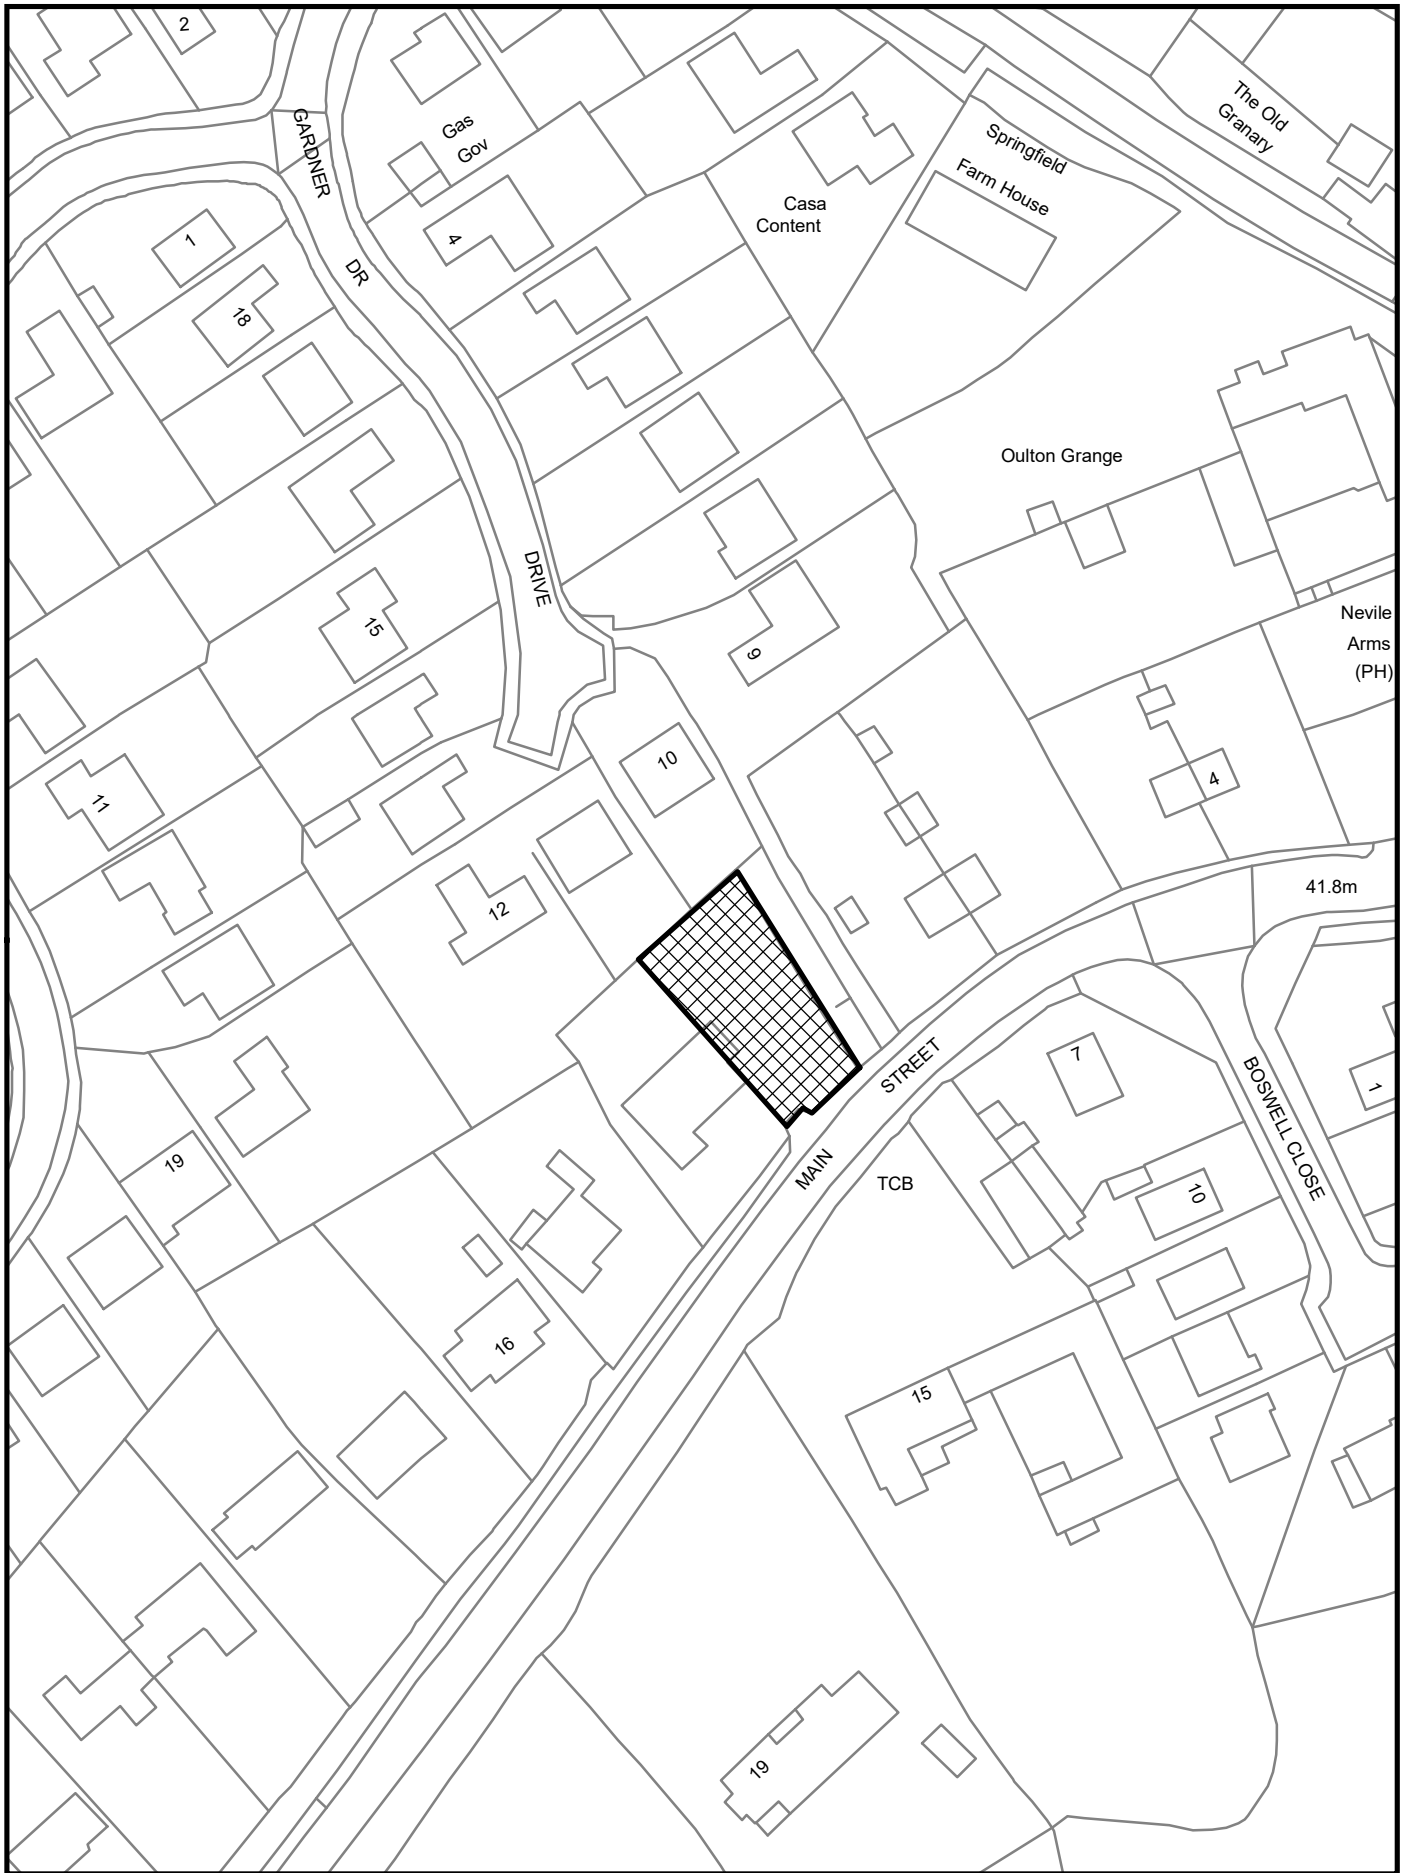 2
The Old
Granary
GARDNER
Gas
Gov
Springfield
Farm House
Casa
Content
1
4
DR
18
Oulton Grange
DRIVE
15
Nevile
Arms
(PH)
9
10
4
11
12
41.8m
STREET
7
BOSWELL CLOSE
1
MAIN
TCB
19
10
16
15
19